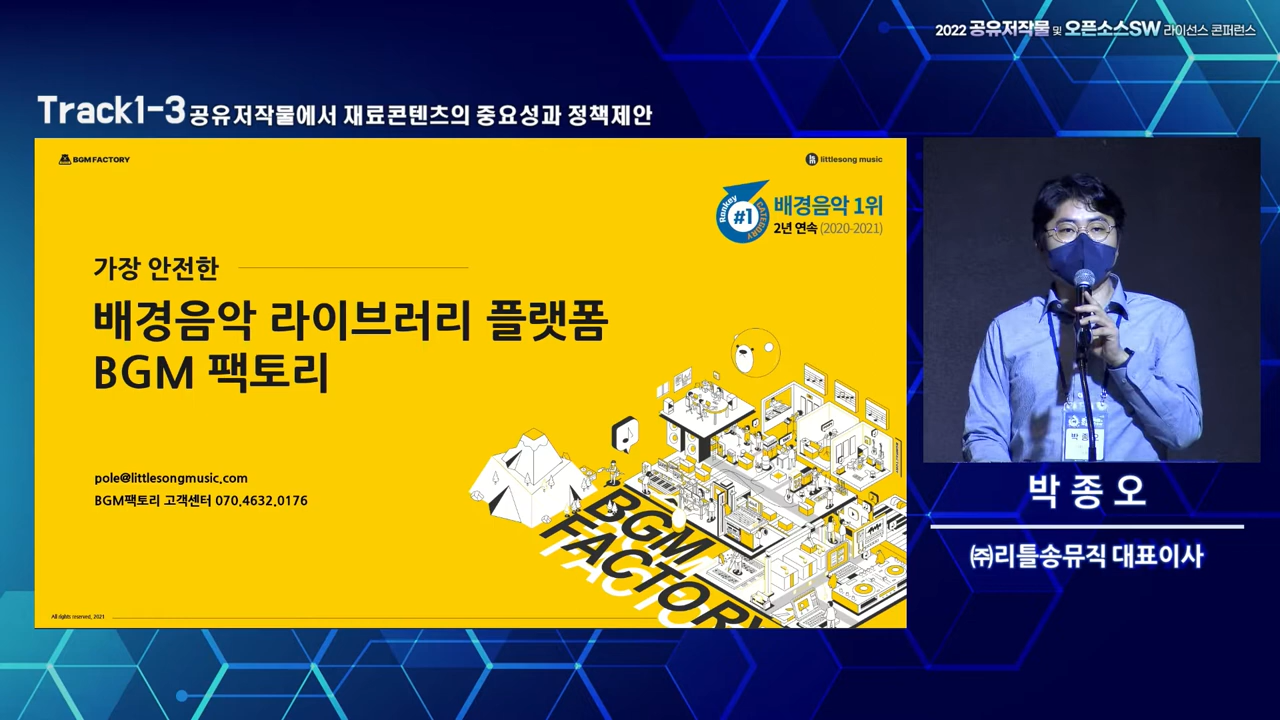 2022 공유저작물 및 오픈소스SW 라이선스 콘퍼런스
Track1-3 공유저작물에서 재료콘텐츠의 중요성과 정책제안
BGM FACTORY
littlesong music
Rankey
#1
CATEGORY
배경음악 1위
2년 연속 (2020-2021)
가장 안전한
배경음악 라이브러리 플랫폼
BGM 팩토리
pole@littlesongmusic.com
BGM팩토리 고객센터 070.4632.0176
BGM
FACTORY
All rights reserved, 2021
박종오
박종오
㈜리틀송뮤직 대표이사